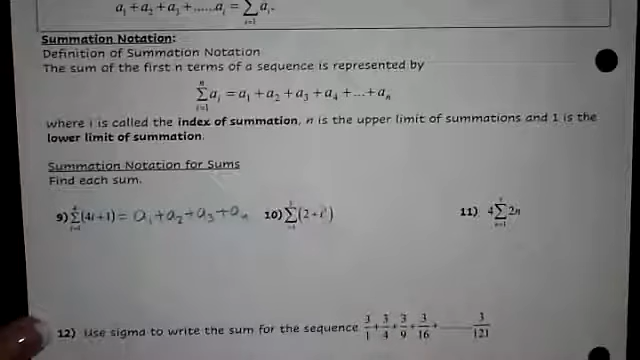 a₁ + a₂ + a₃ + ......aᵢ = ∑ aᵢ.
i=1
Summation Notation:
Definition of Summation Notation
The sum of the first n terms of a sequence is represented by
n
∑ aᵢ = a₁ + a₂ + a₃ + a₄ + ... + aₙ
i=1
where i is called the index of summation, n is the upper limit of summations and 1 is the
lower limit of summation.
Summation Notation for Sums
Find each sum.
9) ∑ (4i + 1) = a₁ + a₂ + a₃ + a 10) ∑ (2 + i 11) 4 ∑ 2n
12) Use sigma to write the sum for the sequence 3/1 + 3/4 + 3/9 + 3/16 + ........ 3/121